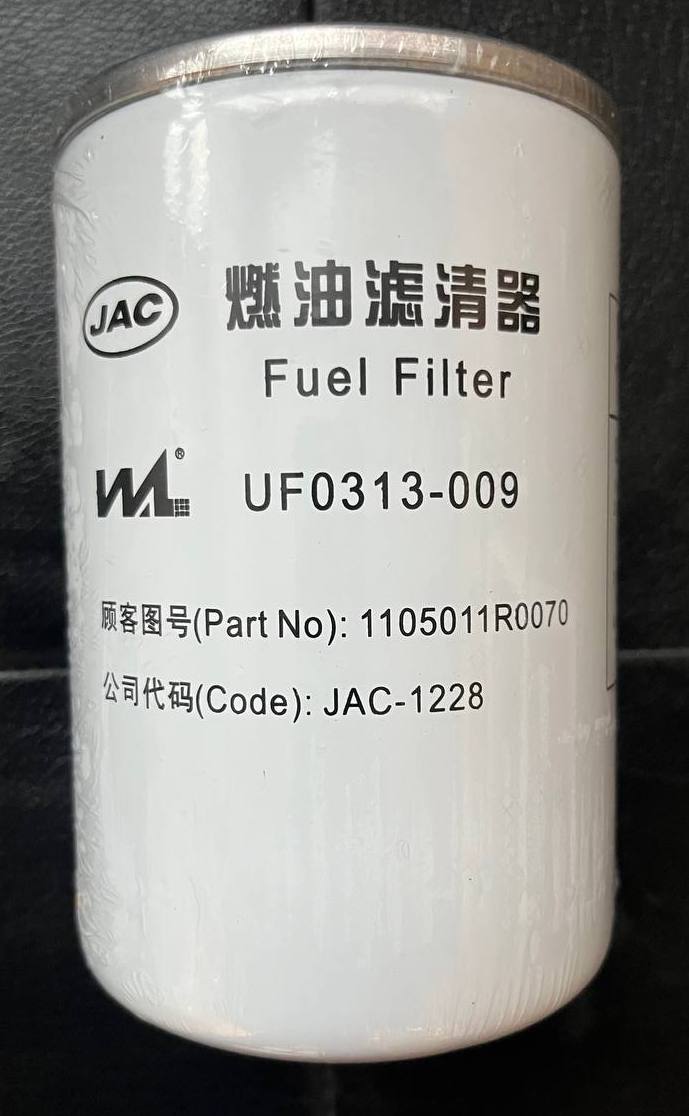 JAC 燃油滤清器
Fuel Filter
WAL® UF0313-009
顾客图号(Part No): 1105011R0070
公司代码(Code): JAC-1228